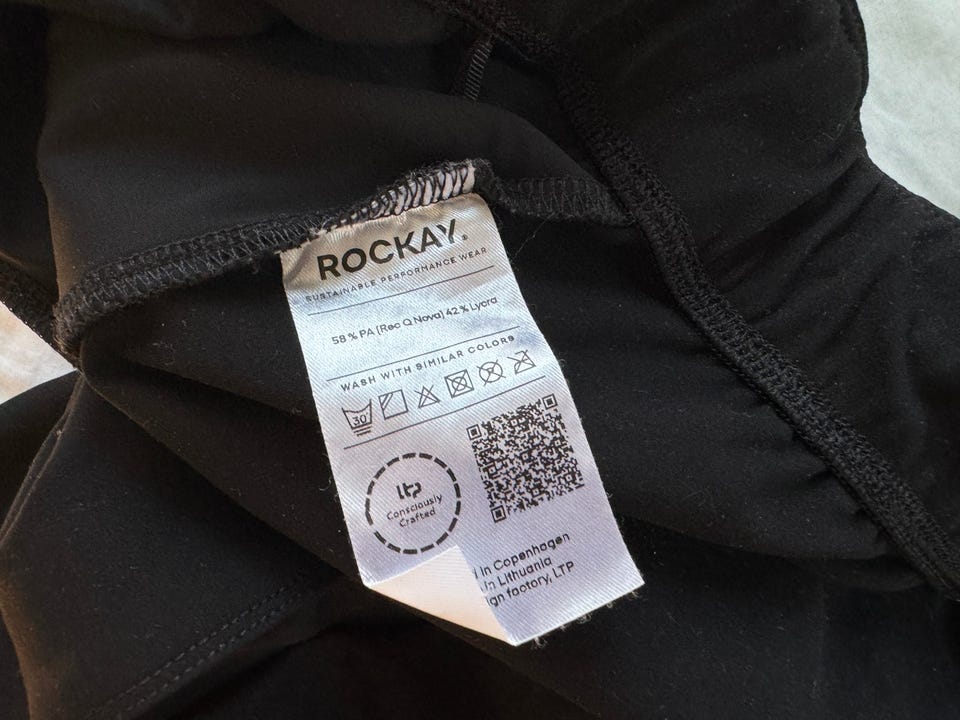 ROCKAY®
SUSTAINABLE PERFORMANCE WEAR
58% PA (Rec Q Nova) 42% Lycra
WASH WITH SIMILAR COLORS
30°
ltp
Consciously
Crafted
in Copenhagen
in Lithuania
factory, LTP